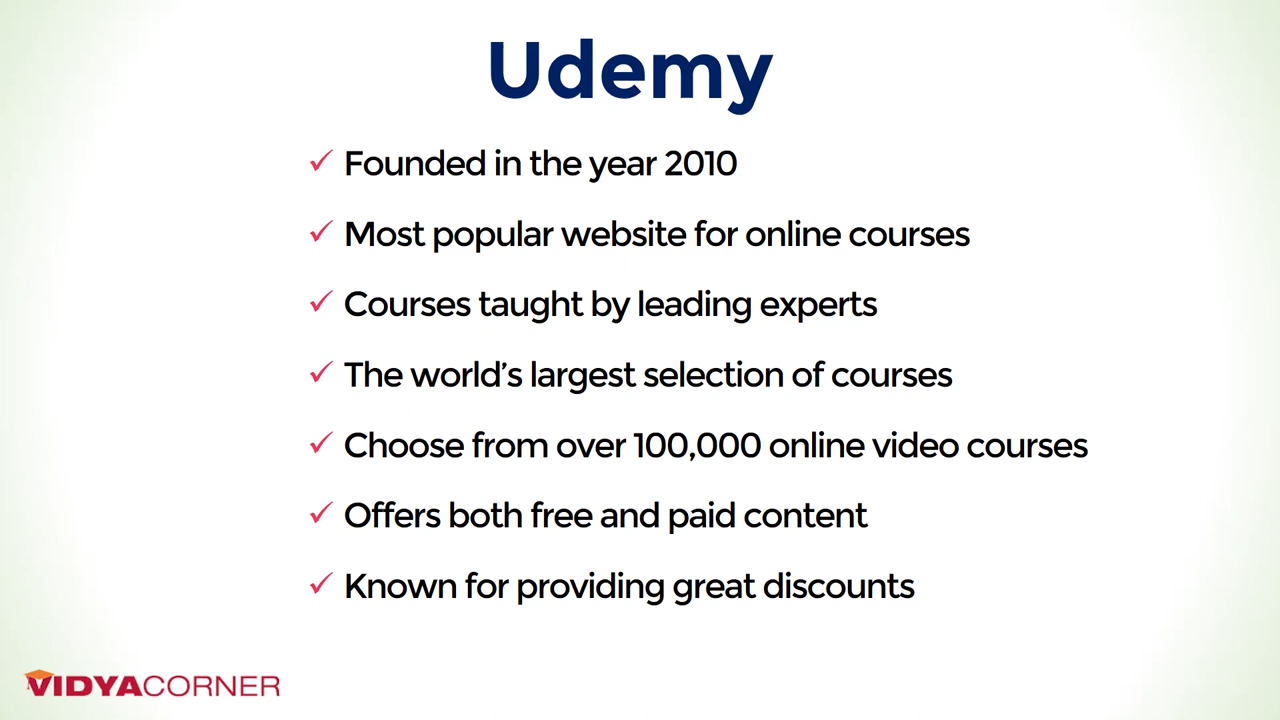 Udemy
✓ Founded in the year 2010
✓ Most popular website for online courses
✓ Courses taught by leading experts
✓ The world’s largest selection of courses
✓ Choose from over 100,000 online video courses
✓ Offers both free and paid content
✓ Known for providing great discounts
VIDYACORNER